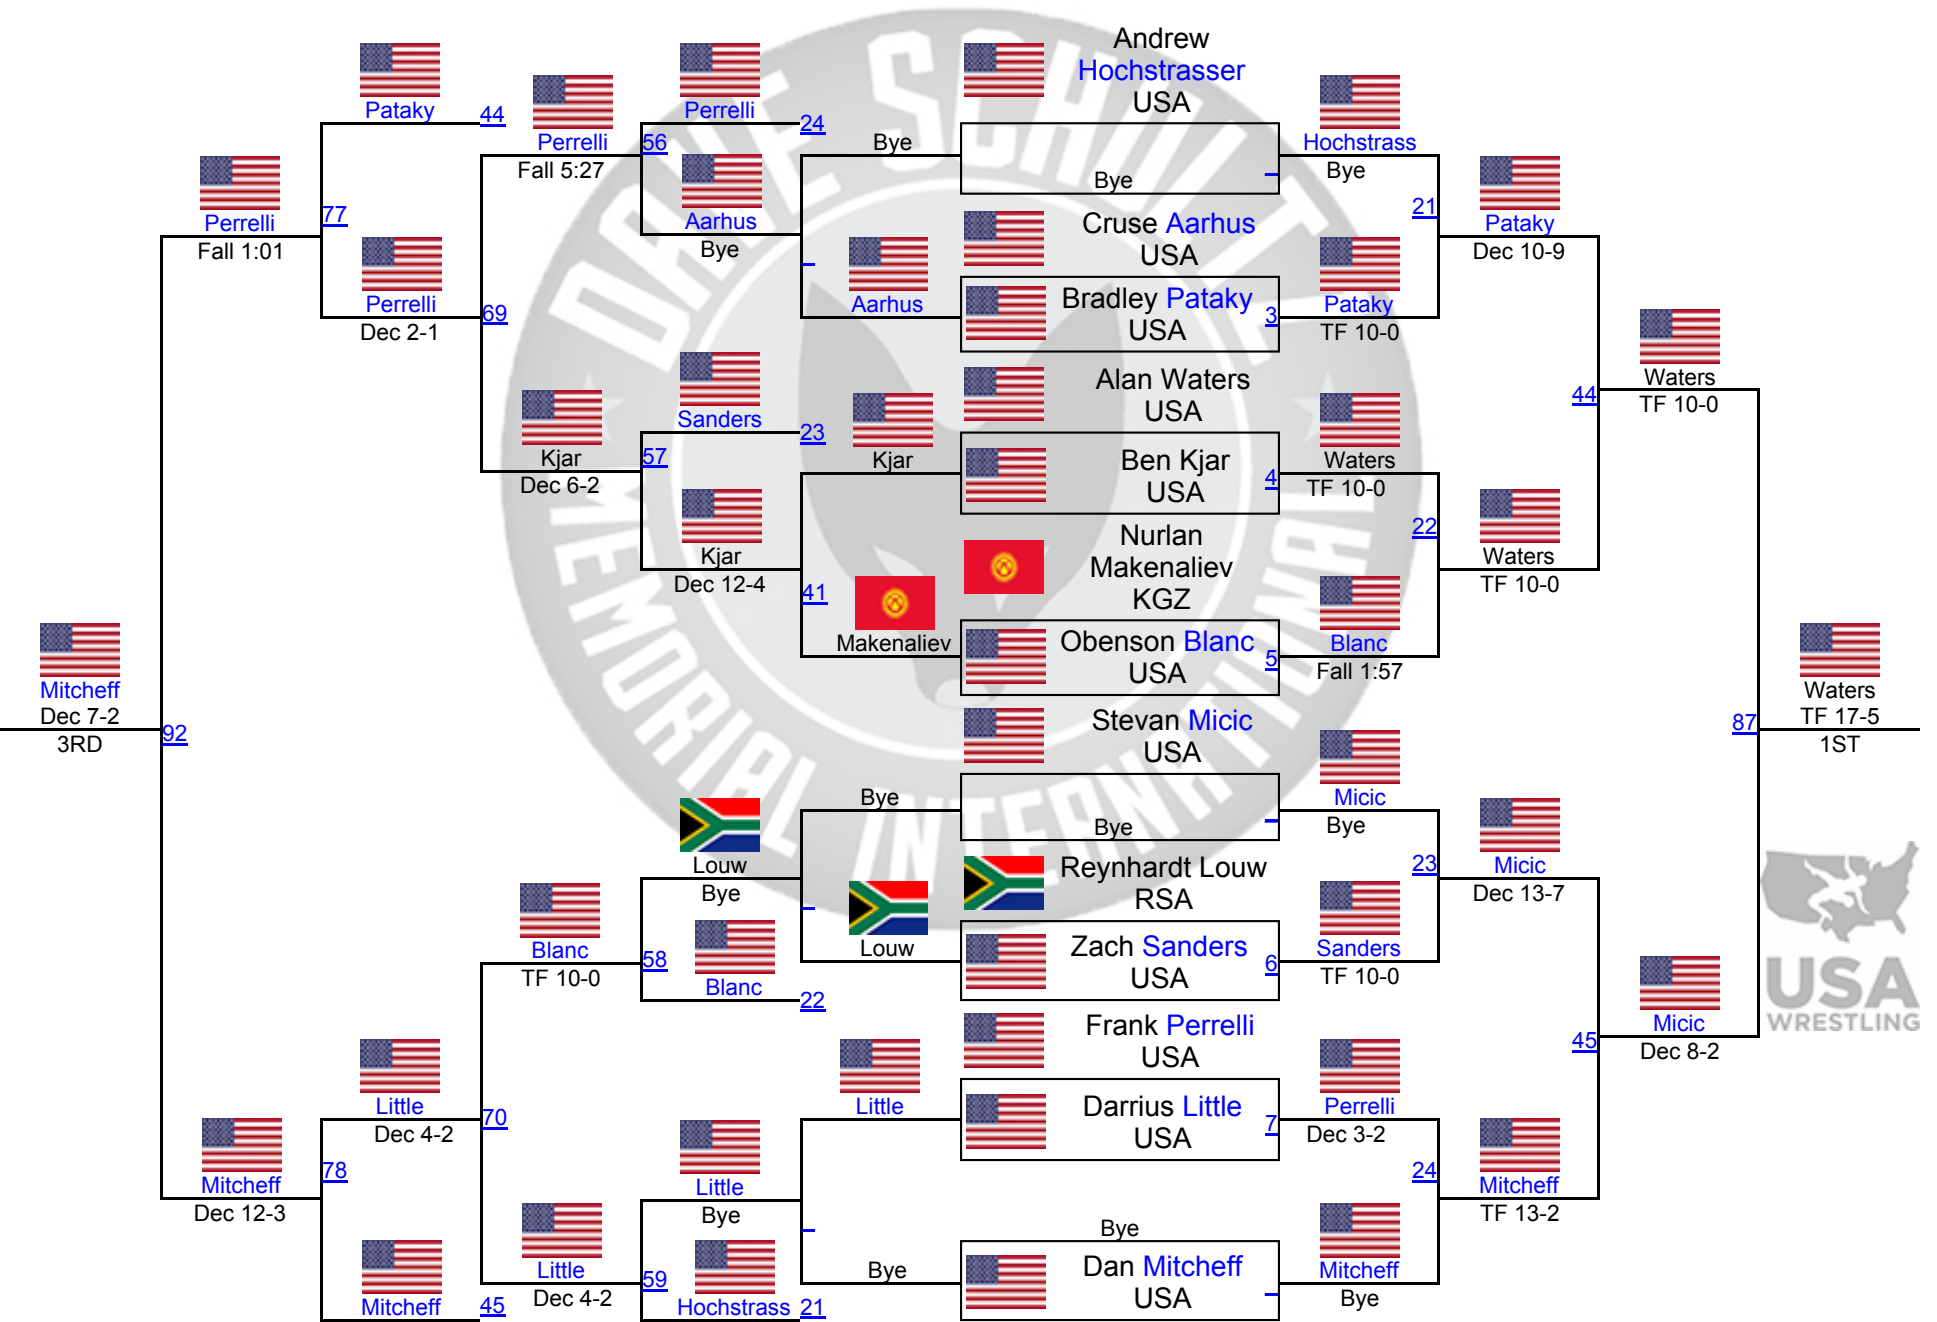 DAVE SCHULTZ
MEMORIAL INTERNATIONAL
Andrew
Hochstrasser
USA
Bye
Cruse Aarhus
USA
Bradley Pataky
USA
3
Alan Waters
USA
Ben Kjar
USA
4
Nurlan
Makenaliev
KGZ
Obenson Blanc
USA
5
Stevan Micic
USA
Bye
Reynhardt Louw
RSA
Zach Sanders
USA
6
Frank Perrelli
USA
Darrius Little
USA
7
Bye
Dan Mitcheff
USA
Hochstrass
Bye
21
Pataky
TF 10-0
Waters
TF 10-0
22
Blanc
Fall 1:57
Micic
Bye
23
Sanders
TF 10-0
Perrelli
Dec 3-2
24
Mitcheff
Bye
Pataky
Dec 10-9
44
Waters
TF 10-0
Micic
Dec 13-7
45
Mitcheff
TF 13-2
Waters
TF 10-0
87
Micic
Dec 8-2
Waters
TF 17-5
1ST
USA
WRESTLING
Bye
Aarhus
Kjar
41
Makenaliev
Bye
Louw
Little
Bye
Perrelli
24
56
Aarhus
Bye
Sanders
23
57
Kjar
Dec 12-4
Louw
Bye
58
Blanc
22
Little
Bye
59
Hochstrass
21
Perrelli
Fall 5:27
69
Kjar
Dec 6-2
Blanc
TF 10-0
70
Little
Dec 4-2
Pataky
44
77
Perrelli
Dec 2-1
Little
Dec 4-2
78
Mitcheff
45
Perrelli
Fall 1:01
92
Mitcheff
Dec 12-3
Mitcheff
Dec 7-2
3RD